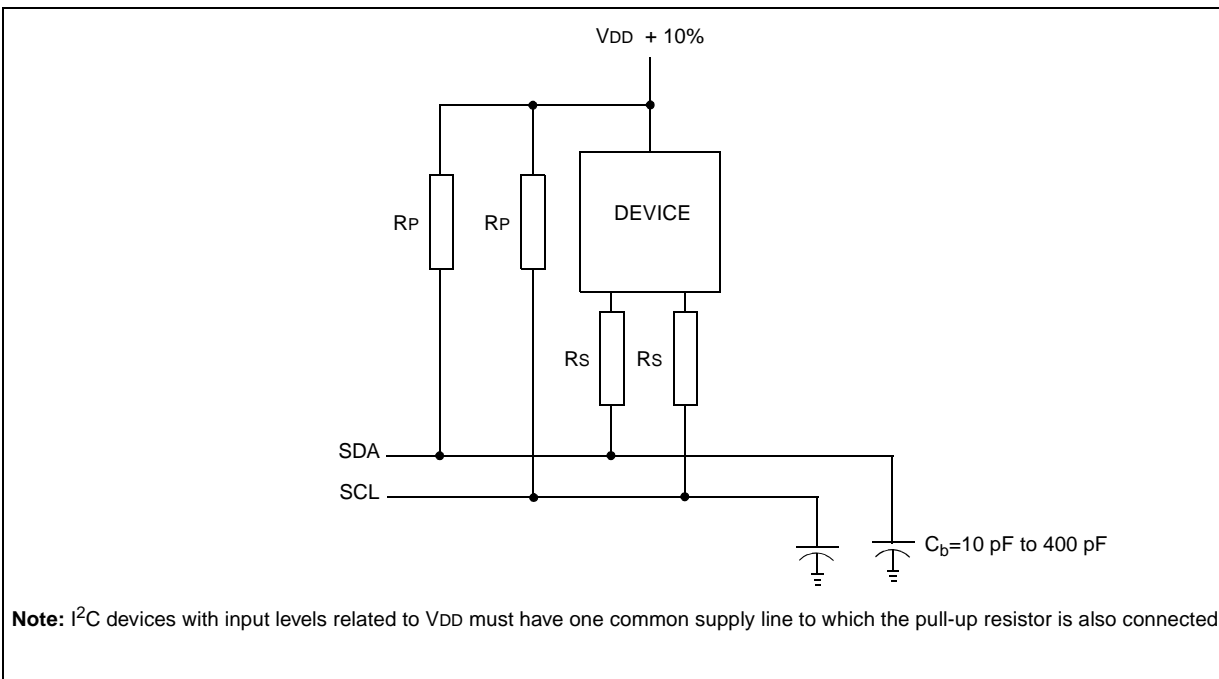 VDD + 10%
RP
RP
DEVICE
RS
RS
SDA
SCL
Cb=10 pF to 400 pF
Note: I2C devices with input levels related to VDD must have one common supply line to which the pull-up resistor is also connected